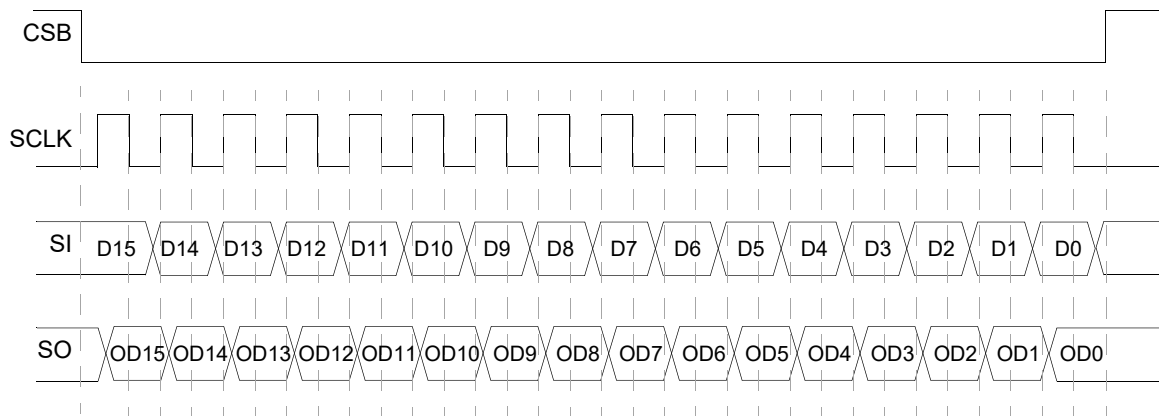 CSB
SCLK
SI D15 D14 D13 D12 D11 D10 D9 D8 D7 D6 D5 D4 D3 D2 D1 D0
SO OD15 OD14 OD13 OD12 OD11 OD10 OD9 OD8 OD7 OD6 OD5 OD4 OD3 OD2 OD1 OD0